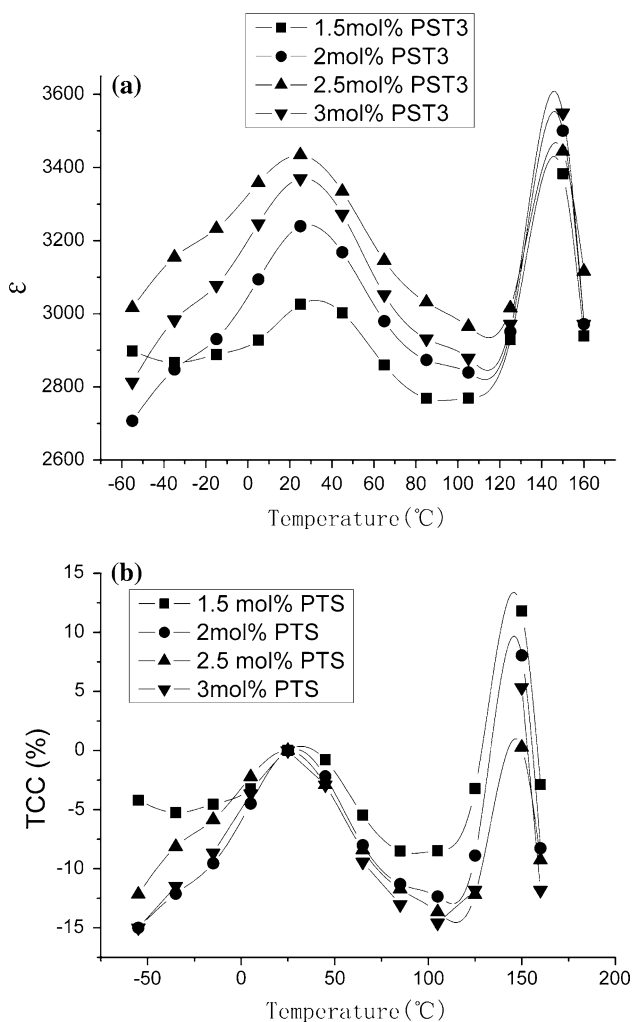 (a)
1.5mol% PST3
2mol% PST3
2.5mol% PST3
3mol% PST3
3600
3400
3200
3000
2800
2600
ε
-60 -40 -20 0 20 40 60 80 100 120 140 160
Temperature(℃)
(b)
1.5 mol% PTS
2mol% PTS
2.5 mol% PTS
3mol% PTS
15
10
5
0
-5
-10
-15
TCC (%)
-50 0 50 100 150 200
Temperature(℃)